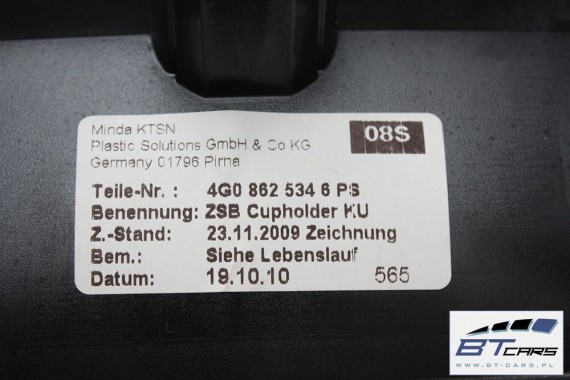 Minda KTSN
Plastic Solutions GmbH & Co KG
Germany 01796 Pirna
08S
Teile-Nr. : 4G0 862 534 6 PS
Benennung: ZSB Cupholder KU
Z.-Stand: 23.11.2009 Zeichnung
Bem.: Siehe Lebenslauf
Datum: 19.10.10 565
BT CARS
WWW.BT-CARS.PL